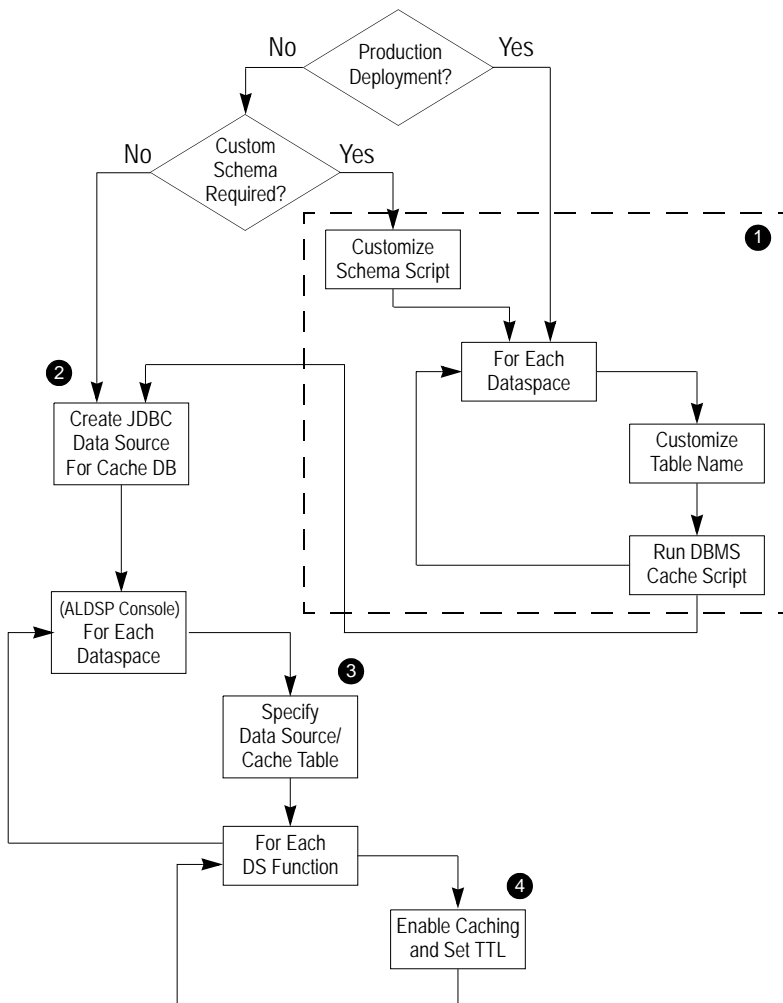 No
Production
Deployment?
Yes
No
Custom
Schema
Required?
Yes
1
Customize
Schema Script
For Each
Dataspace
2
Create JDBC
Data Source
For Cache DB
Customize
Table Name
Run DBMS
Cache Script
(ALDSP Console)
For Each
Dataspace
3
Specify
Data Source/
Cache Table
For Each
DS Function
4
Enable Caching
and Set TTL